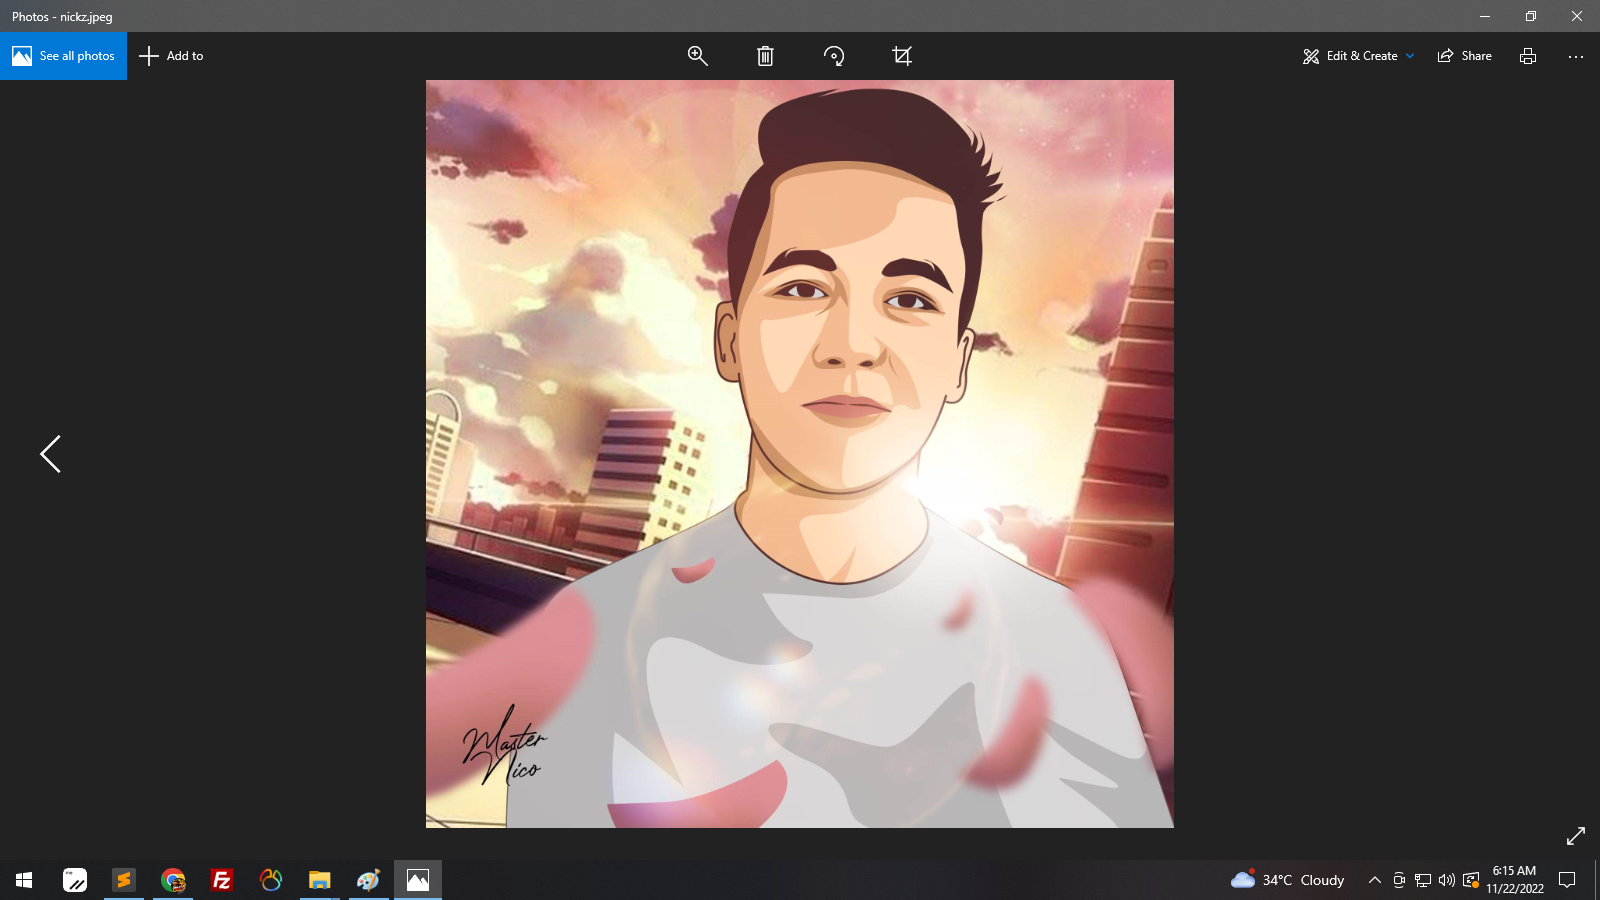 Photos - nickz.jpeg
See all photos
Add to
Edit & Create
Share
Master
Nico
34°C Cloudy
6:15 AM
11/22/2022